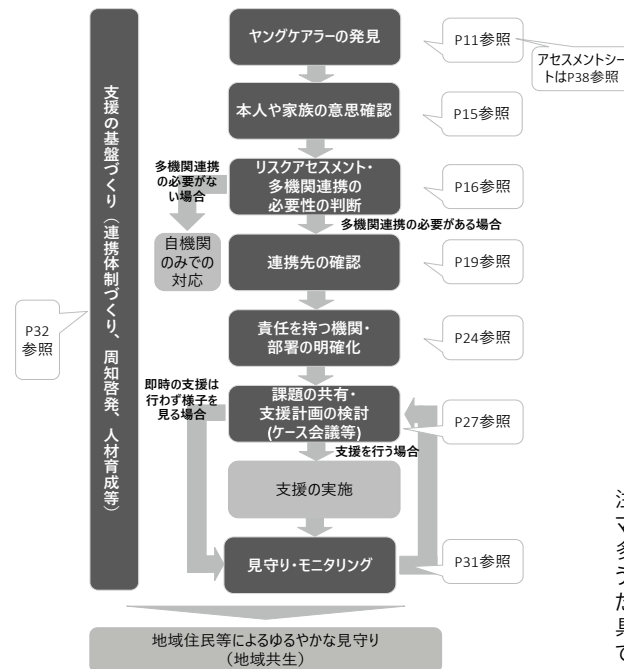 ヤングケアラーの発見
P11参照
アセスメントシー
トはP38参照
本人や家族の意思確認
P15参照
多機関連携
の必要がな
い場合
リスクアセスメント・
多機関連携の
必要性の判断
P16参照
多機関連携の必要がある場合
自機関
のみでの
対応
連携先の確認
P19参照
責任を持つ機関・
部署の明確化
P24参照
即時の支援は
行わず様子を
見る場合
課題の共有・
支援計画の検討
(ケース会議等)
P27参照
支援を行う場合
支援の実施
見守り・モニタリング
P31参照
支援の基盤づくり（連携体制づくり、周知啓発、人材育成等）
P32
参照
地域住民等によるゆるやかな見守り
（地域共生）